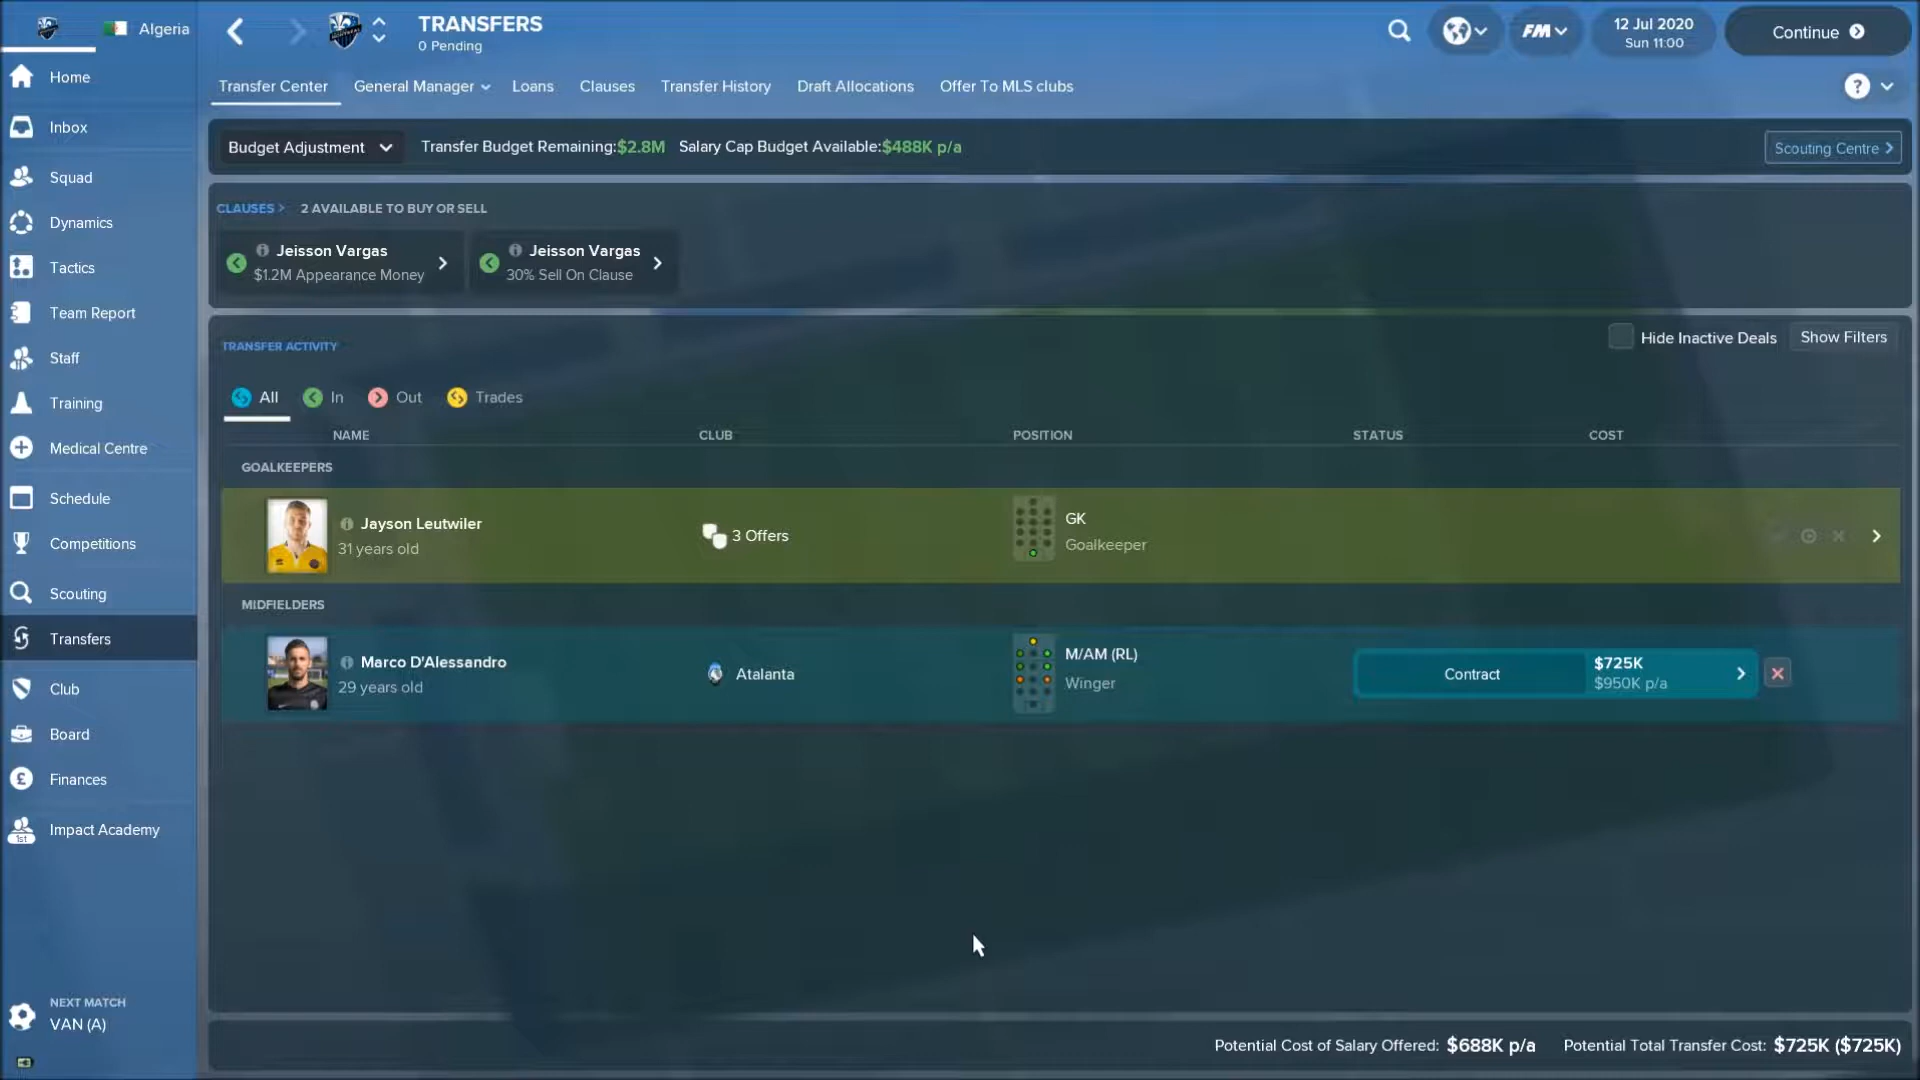 Algeria
TRANSFERS
0 Pending
FM
12 Jul 2020
Sun 11:00
Continue
Home
Inbox
Squad
Dynamics
Tactics
Team Report
Staff
Training
Medical Centre
Schedule
Competitions
Scouting
Transfers
Club
Board
Finances
1st
Impact Academy
NEXT MATCH
VAN (A)
Transfer Center
General Manager
Loans
Clauses
Transfer History
Draft Allocations
Offer To MLS clubs
?
Budget Adjustment
Transfer Budget Remaining:$2.8M
Salary Cap Budget Available:$488K p/a
Scouting Centre >
CLAUSES > 2 AVAILABLE TO BUY OR SELL
Jeisson Vargas
$1.2M Appearance Money
Jeisson Vargas
30% Sell On Clause
TRANSFER ACTIVITY
Hide Inactive Deals
Show Filters
All
In
Out
Trades
NAME
CLUB
POSITION
STATUS
COST
GOALKEEPERS
Jayson Leutwiler
31 years old
3 Offers
GK
Goalkeeper
MIDFIELDERS
Marco D'Alessandro
29 years old
Atalanta
M/AM (RL)
Winger
Contract
$725K
$950K p/a
Potential Cost of Salary Offered: $688K p/a
Potential Total Transfer Cost: $725K ($725K)